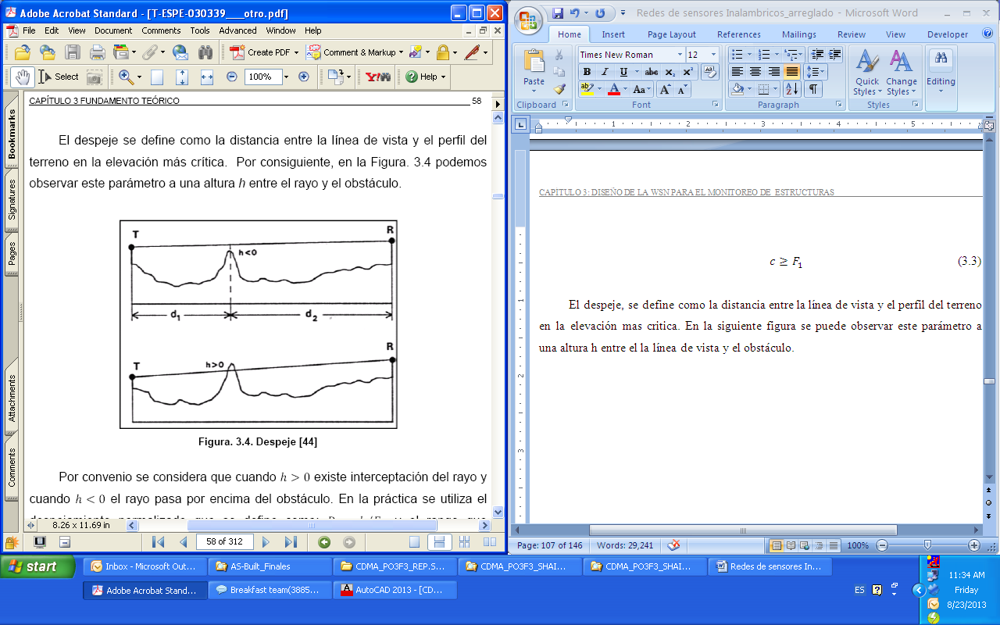 Adobe Acrobat Standard - [T-ESPE-030339___otro.pdf]
File Edit View Document Comments Tools Advanced Window Help
Create PDF Comment & Markup
Select 100% Y! Help
Bookmarks
Signatures
Pages
Attachments
Comments
CAPÍTULO 3 FUNDAMENTO TEÓRICO 58
El despeje se define como la distancia entre la línea de vista y el perfil del
terreno en la elevación más crítica. Por consiguiente, en la Figura. 3.4 podemos
observar este parámetro a una altura h entre el rayo y el obstáculo.
T R
h<0
d1 d2
R
T h>0
Figura. 3.4. Despeje [44]
Por convenio se considera que cuando h > 0 existe interceptación del rayo y
cuando h < 0 el rayo pasa por encima del obstáculo. En la práctica se utiliza el
8.26 x 11.69 in
58 of 312
Redes de sensores Inalambricos_arreglado - Microsoft Word
Home Insert Page Layout References Mailings Review View Developer
Times New Roman 12
Paste
B I U abc x₂ x²
Aa A A
Quick Styles
Change Styles
Editing
Clipboard Font Paragraph Styles
1 2 3 4 5
1
2
3
CAPITULO 3: DISEÑO DE LA WSN PARA EL MONITOREO DE ESTRUCTURAS
c ≥ F₁ (3.3)
El despeje, se define como la distancia entre la línea de vista y el perfil del terreno
en la elevación mas critica. En la siguiente figura se puede observar este parámetro a
una altura h entre el la línea de vista y el obstáculo.
Page: 107 of 146 Words: 29,241 100%
start
Inbox - Microsoft Out... AS-Built_Finales CDMA_PO3F3_REP.S... CDMA_PO3F3_SHAI... CDMA_PO3F3_SHAI... Redes de sensores In...
Adobe Acrobat Stand... Breakfast team(3885... AutoCAD 2013 - [CD...
ES
11:34 AM
Friday
8/23/2013